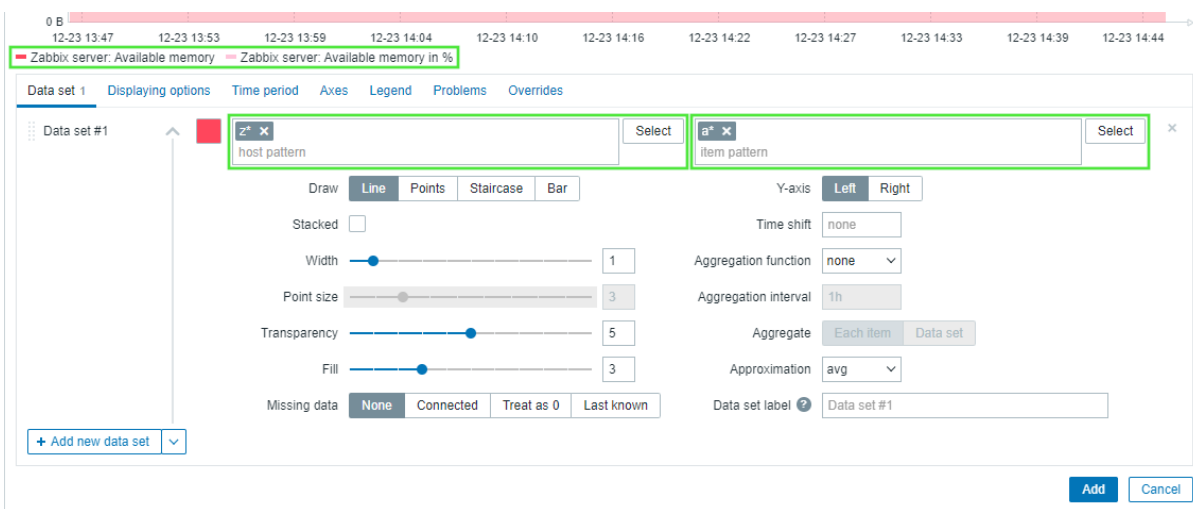 0 B
12-23 13:47 12-23 13:53 12-23 13:59 12-23 14:04 12-23 14:10 12-23 14:16 12-23 14:22 12-23 14:27 12-23 14:33 12-23 14:39 12-23 14:44
Zabbix server: Available memory Zabbix server: Available memory in %
Data set 1 Displaying options Time period Axes Legend Problems Overrides
Data set #1 z* × Select a* × Select ×
host pattern item pattern
Draw Line Points Staircase Bar Y-axis Left Right
Stacked Time shift none
Width 1 Aggregation function none
Point size 3 Aggregation interval 1h
Transparency 5 Aggregate Each item Data set
Fill 3 Approximation avg
Missing data None Connected Treat as 0 Last known Data set label ? Data set #1
+ Add new data set
Add Cancel